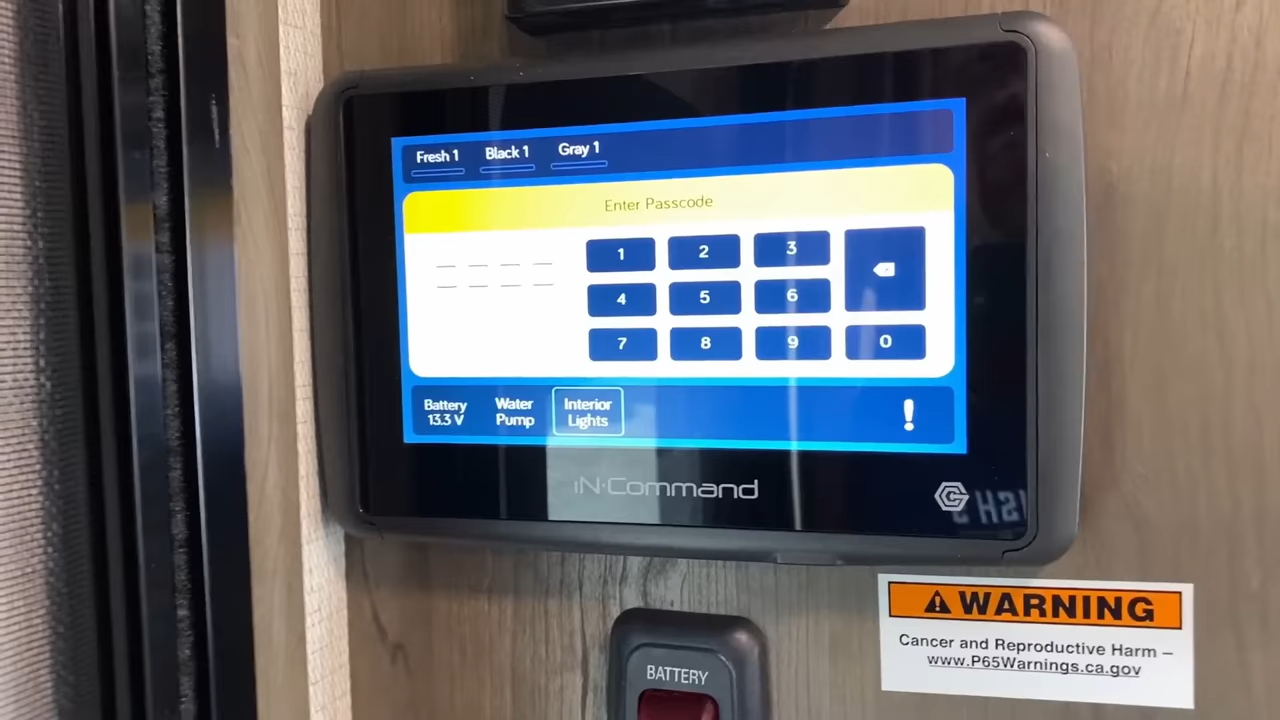 Fresh 1 Black 1 Gray 1
Enter Passcode
1 2 3
4 5 6
7 8 9 0
Battery Water Interior
13.3 V Pump Lights
!
iN·Command
WARNING
Cancer and Reproductive Harm –
www.P65Warnings.ca.gov
BATTERY